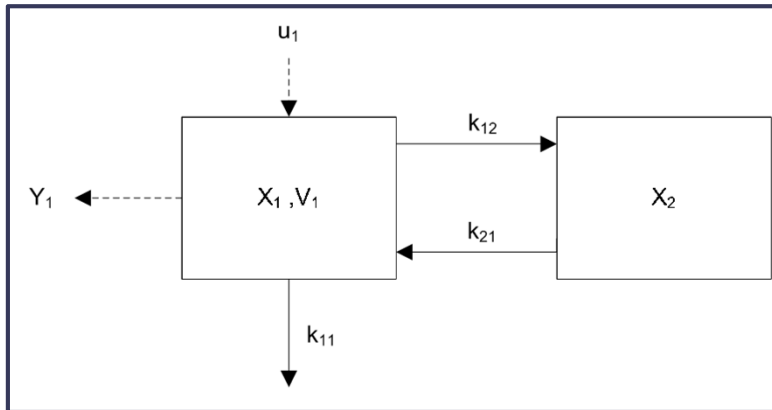 u₁
k₁₂
Y₁
X₁ ,V₁
X₂
k₂₁
k₁₁